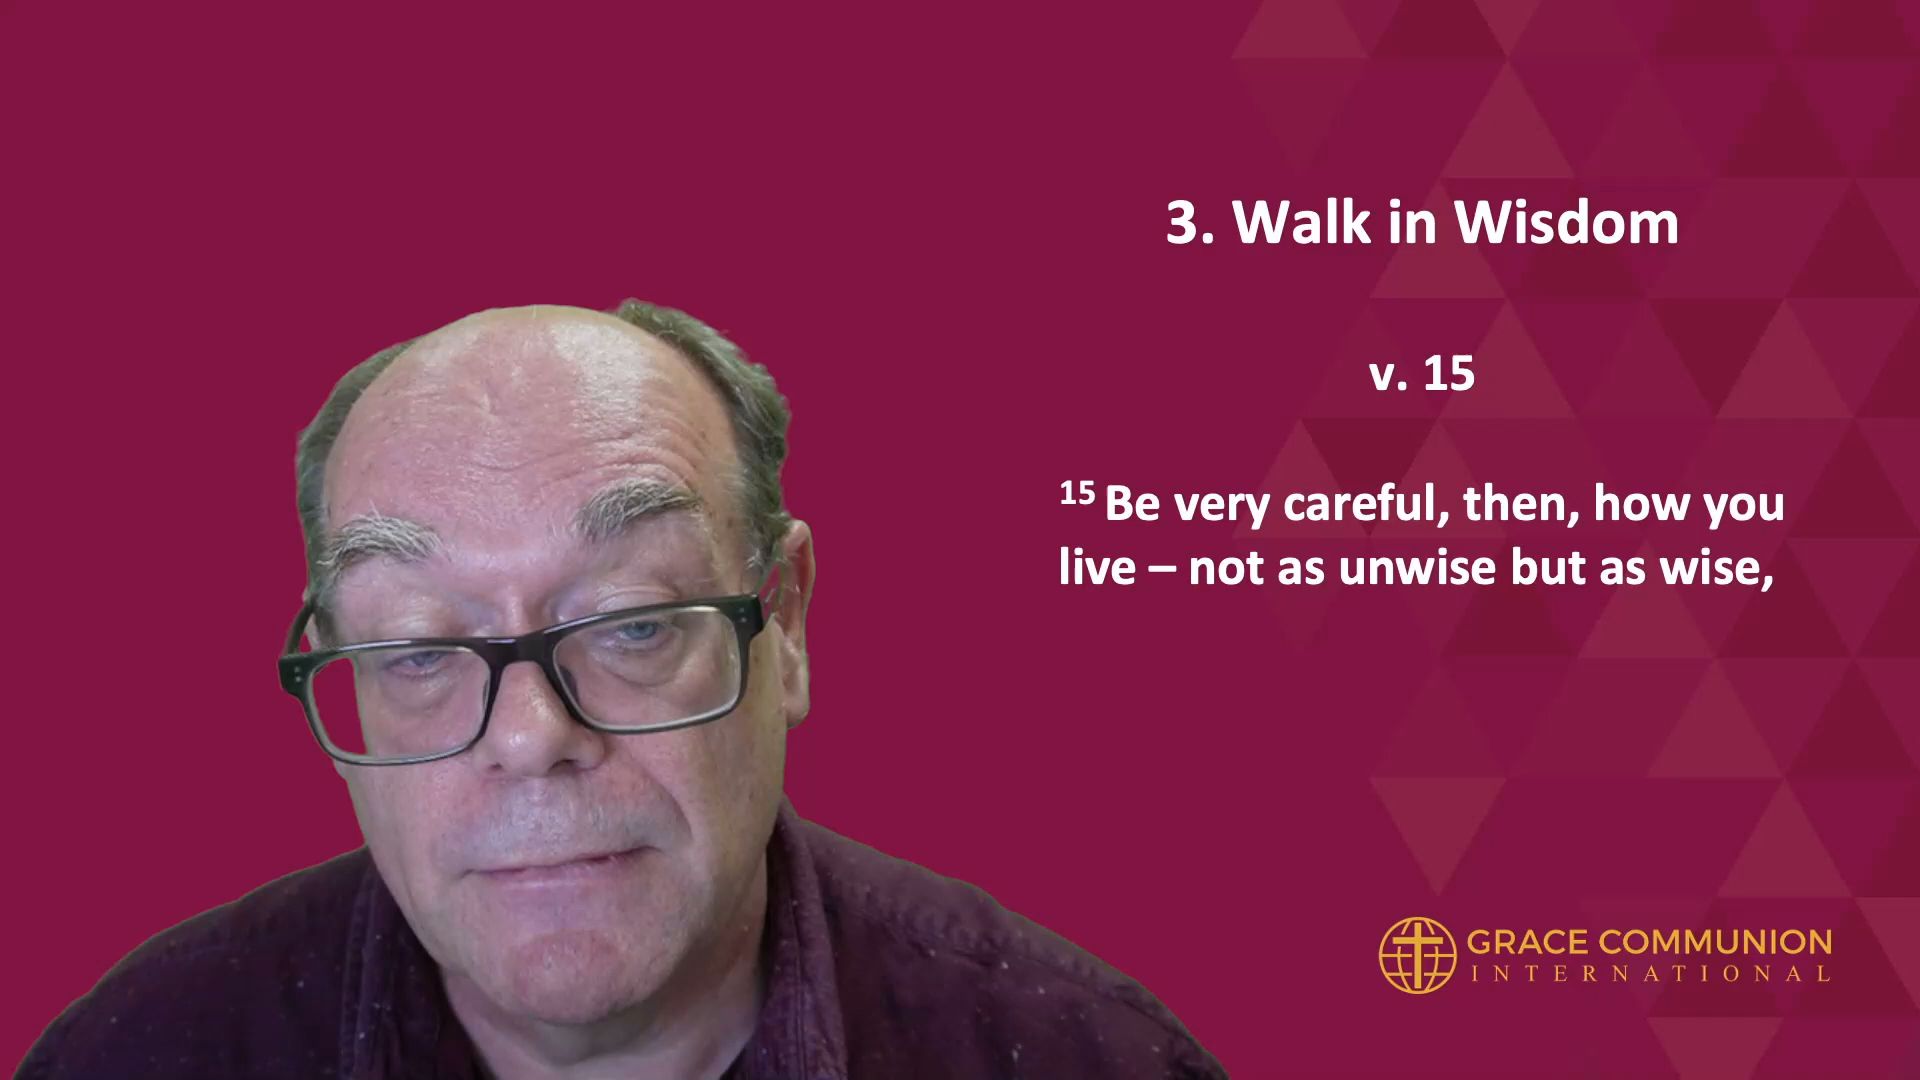 3. Walk in Wisdom
v. 15
15 Be very careful, then, how you
live – not as unwise but as wise,
GRACE COMMUNION
INTERNATIONAL